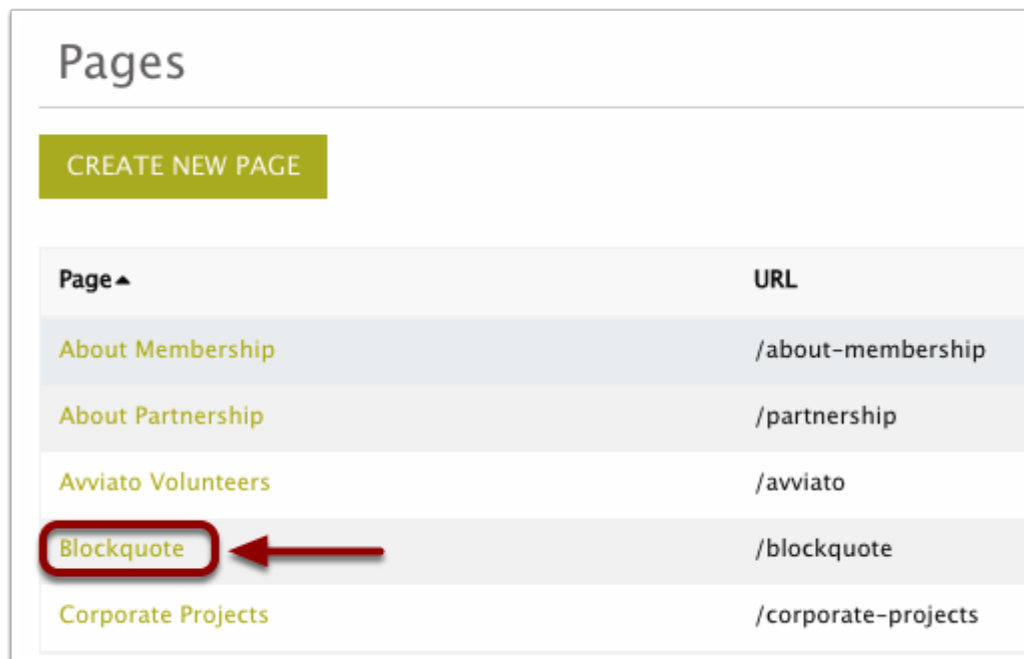 Pages
CREATE NEW PAGE
Page URL
About Membership /about-membership
About Partnership /partnership
Avviato Volunteers /avviato
Blockquote /blockquote
Corporate Projects /corporate-projects